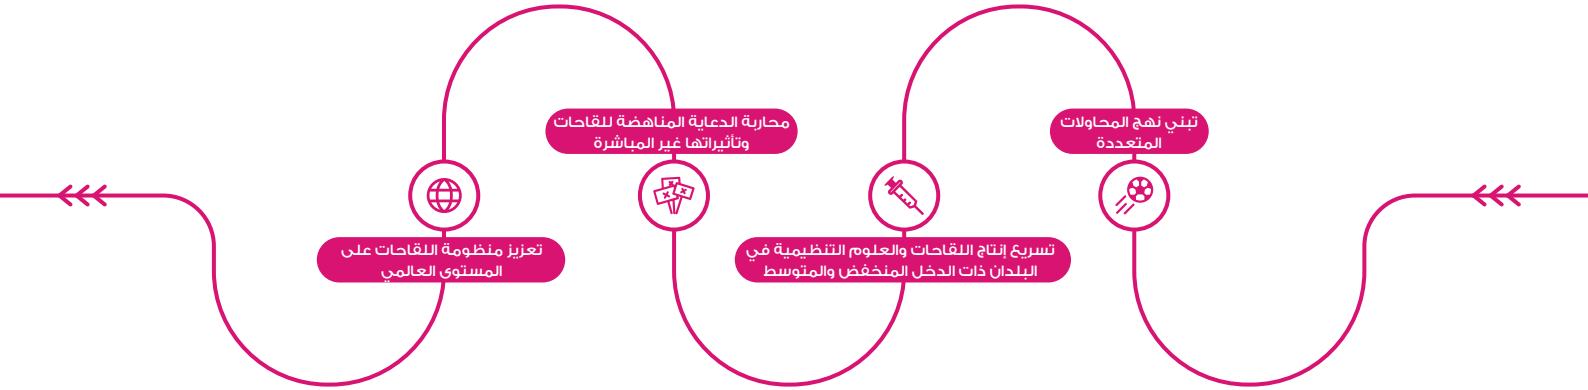 تبني نهج المحاولات
المتعددة
تسريع إنتاج اللقاحات والعلوم التنظيمية في
البلدان ذات الدخل المنخفض والمتوسط
محاربة الدعاية المناهضة للقاحات
وتأثيراتها غير المباشرة
تعزيز منظومة اللقاحات على
المستوى العالمي